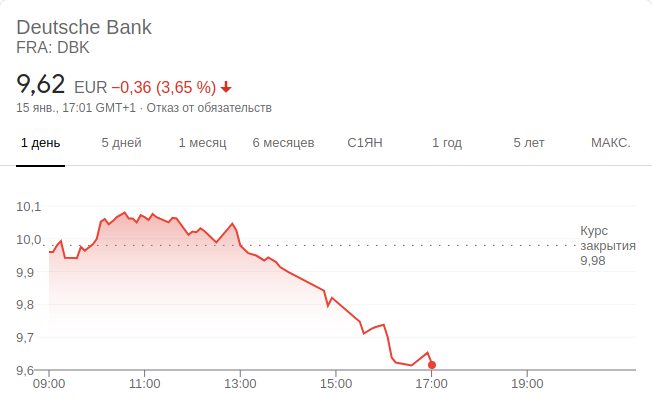 Deutsche Bank
FRA: DBK
9,62 EUR −0,36 (3,65 %)
15 янв., 17:01 GMT+1 · Отказ от обязательств
1 день 5 дней 1 месяц 6 месяцев С1ЯН 1 год 5 лет МАКС.
10,1
10,0
9,9
9,8
9,7
9,6
Курс
закрытия
9,98
09:00 11:00 13:00 15:00 17:00 19:00